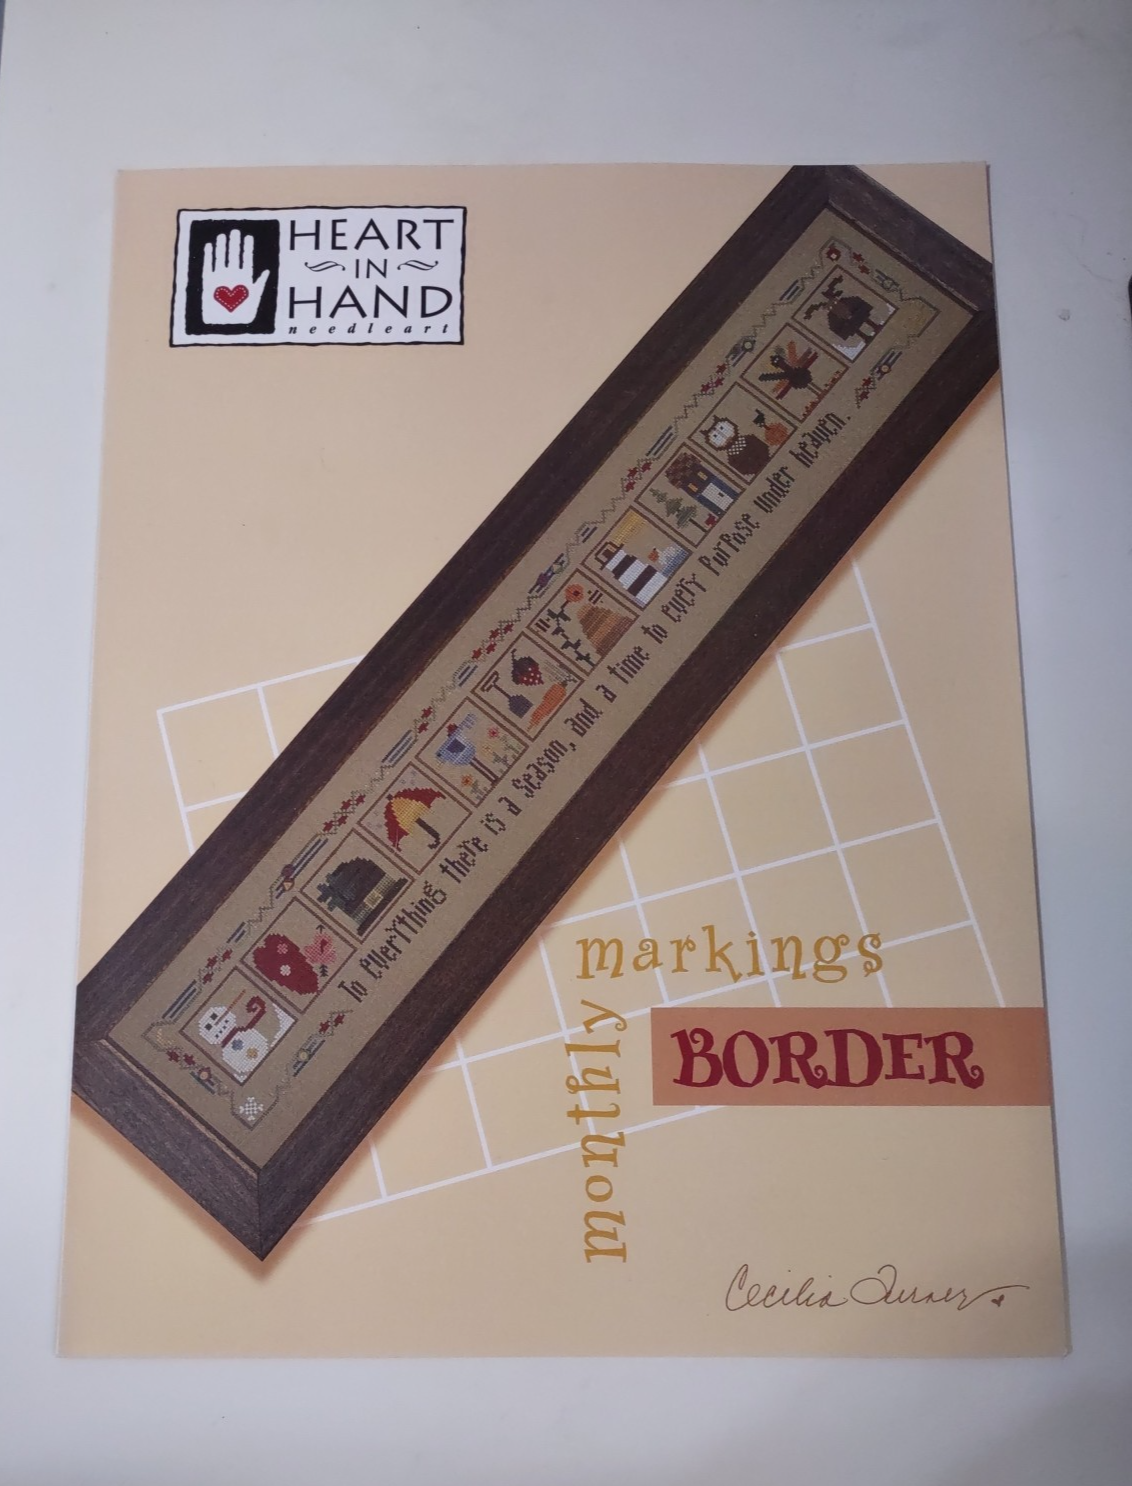 HEART
IN
HAND
needleart
To everything there is a season, and a time to every purpose under heaven.
monthly
markings
BORDER
Cecilia Turner